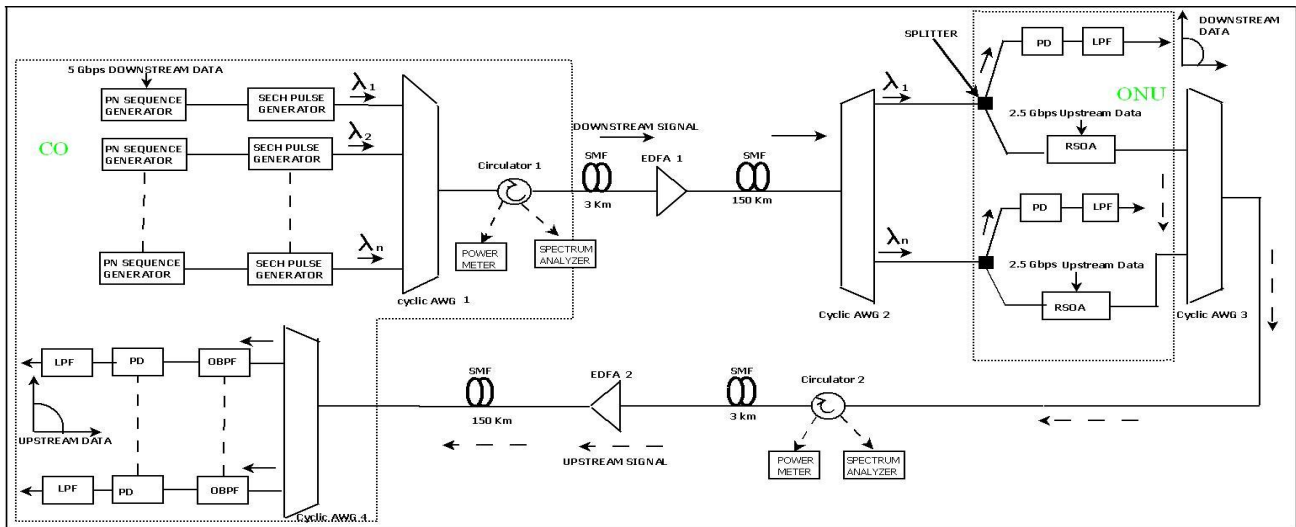 5 Gbps DOWNSTREAM DATA
PN SEQUENCE
GENERATOR
SECH PULSE
GENERATOR
λ1
CO
PN SEQUENCE
GENERATOR
SECH PULSE
GENERATOR
λ2
PN SEQUENCE
GENERATOR
SECH PULSE
GENERATOR
λn
cyclic AWG 1
Circulator 1
POWER
METER
SPECTRUM
ANALYZER
DOWNSTREAM SIGNAL
SMF
3 Km
EDFA 1
SMF
150 Km
Cyclic AWG 2
λ1
λn
SPLITTER
PD
LPF
DOWNSTREAM
DATA
ONU
2.5 Gbps Upstream Data
RSOA
PD
LPF
2.5 Gbps Upstream Data
RSOA
Cyclic AWG 3
LPF
PD
OBPF
UPSTREAM DATA
LPF
PD
OBPF
Cyclic AWG 4
SMF
150 Km
EDFA 2
UPSTREAM SIGNAL
SMF
3 km
Circulator 2
POWER
METER
SPECTRUM
ANALYZER